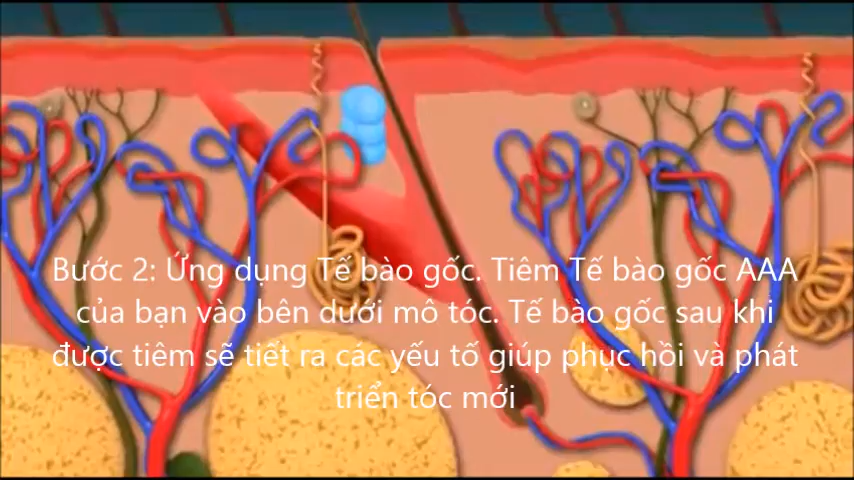 Bước 2: Ứng dụng Tế bào gốc. Tiêm Tế bào gốc AAA
của bạn vào bên dưới mô tóc. Tế bào gốc sau khi
được tiêm sẽ tiết ra các yếu tố giúp phục hồi và phát
triển tóc mới